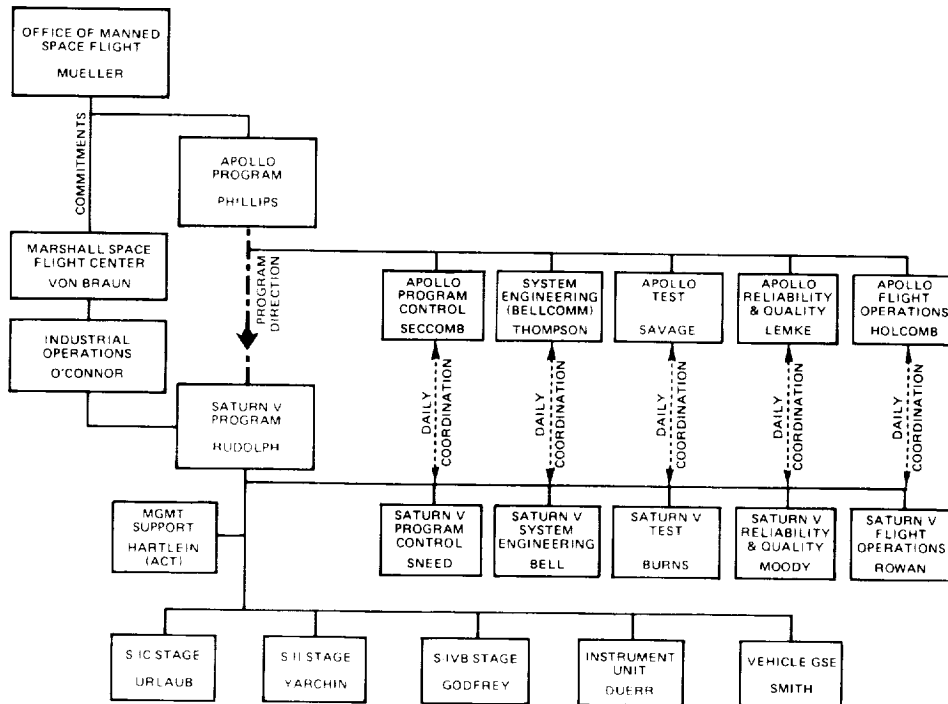 OFFICE OF MANNED
SPACE FLIGHT
MUELLER
COMMITMENTS
APOLLO
PROGRAM
PHILLIPS
MARSHALL SPACE
FLIGHT CENTER
VON BRAUN
PROGRAM
DIRECTION
APOLLO
PROGRAM
CONTROL
SECCOMB
SYSTEM
ENGINEERING
(BELLCOMM)
THOMPSON
APOLLO
TEST
SAVAGE
APOLLO
RELIABILITY
& QUALITY
LEMKE
APOLLO
FLIGHT
OPERATIONS
HOLCOMB
INDUSTRIAL
OPERATIONS
O'CONNOR
SATURN V
PROGRAM
RUDOLPH
DAILY
COORDINATION
DAILY
COORDINATION
DAILY
COORDINATION
DAILY
COORDINATION
DAILY
COORDINATION
MGMT
SUPPORT
HARTLEIN
(ACT)
SATURN V
PROGRAM
CONTROL
SNEED
SATURN V
SYSTEM
ENGINEERING
BELL
SATURN V
TEST
BURNS
SATURN V
RELIABILITY
& QUALITY
MOODY
SATURN V
FLIGHT
OPERATIONS
ROWAN
S IC STAGE
URLAUB
S II STAGE
YARCHIN
S IVB STAGE
GODFREY
INSTRUMENT
UNIT
DUERR
VEHICLE GSE
SMITH